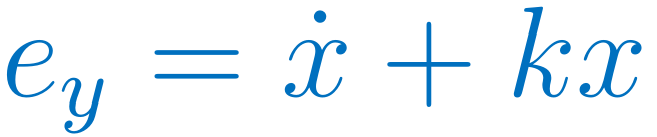 $e_y = \dot{x} + kx$